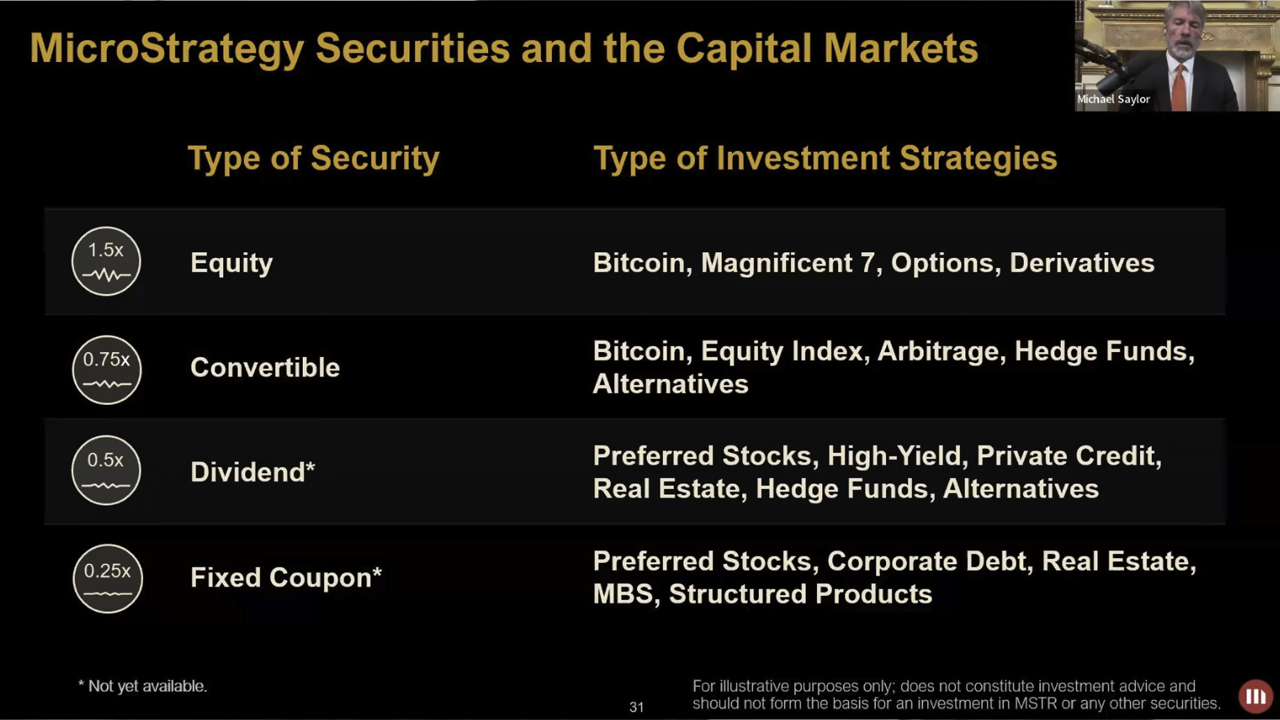 MicroStrategy Securities and the Capital Markets
Michael Saylor
Type of Security
Type of Investment Strategies
1.5x
Equity
Bitcoin, Magnificent 7, Options, Derivatives
0.75x
Convertible
Bitcoin, Equity Index, Arbitrage, Hedge Funds,
Alternatives
0.5x
Dividend*
Preferred Stocks, High-Yield, Private Credit,
Real Estate, Hedge Funds, Alternatives
0.25x
Fixed Coupon*
Preferred Stocks, Corporate Debt, Real Estate,
MBS, Structured Products
* Not yet available.
31
For illustrative purposes only; does not constitute investment advice and
should not form the basis for an investment in MSTR or any other securities.